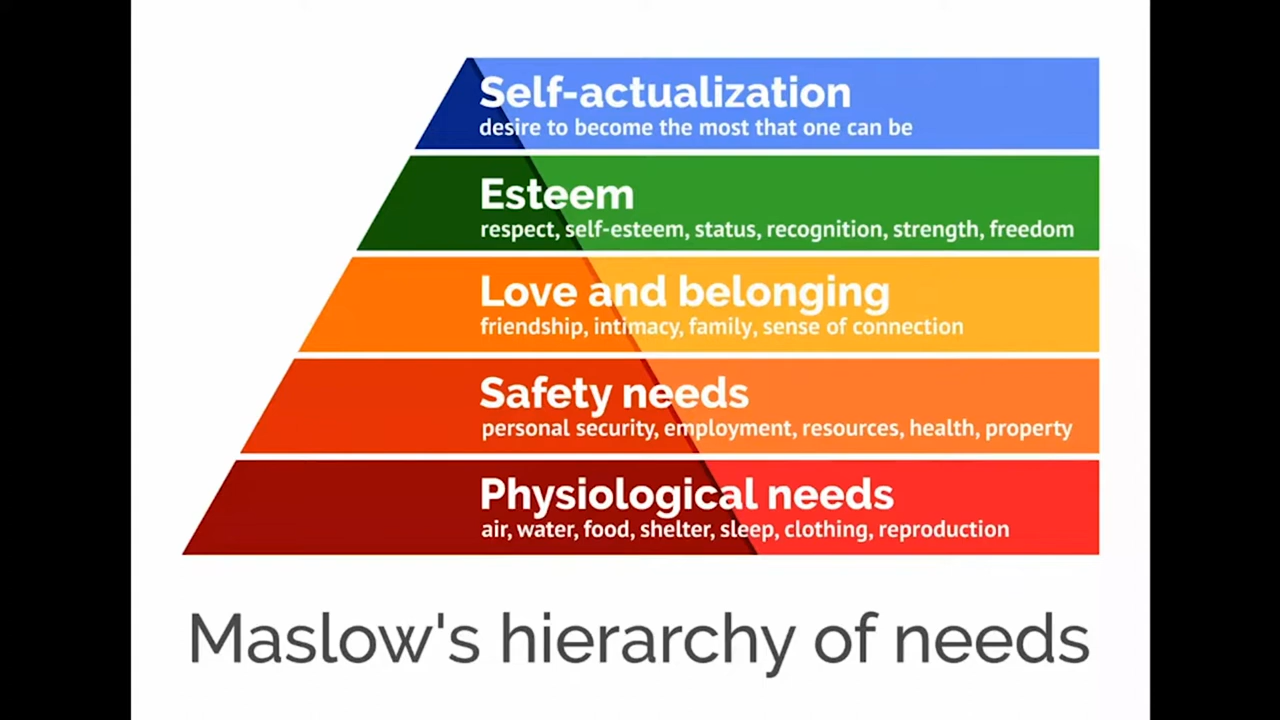 Self-actualization
desire to become the most that one can be
Esteem
respect, self-esteem, status, recognition, strength, freedom
Love and belonging
friendship, intimacy, family, sense of connection
Safety needs
personal security, employment, resources, health, property
Physiological needs
air, water, food, shelter, sleep, clothing, reproduction
Maslow's hierarchy of needs